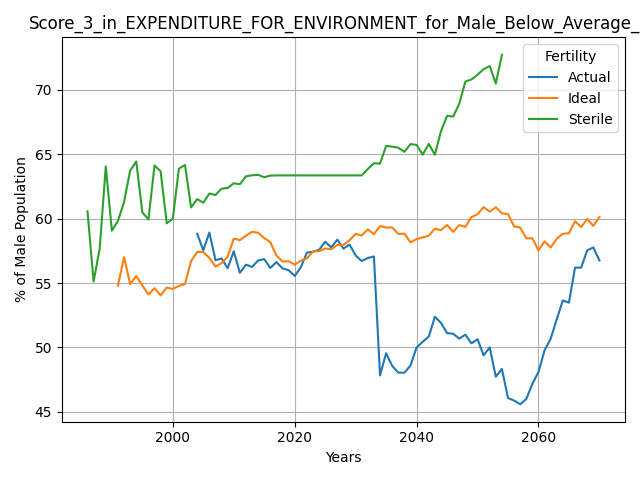 Score_3_in_EXPENDITURE_FOR_ENVIRONMENT_for_Male_Below_Average_
Fertility
Actual
Ideal
Sterile
70
65
60
55
50
45
% of Male Population
2000 2020 2040 2060
Years